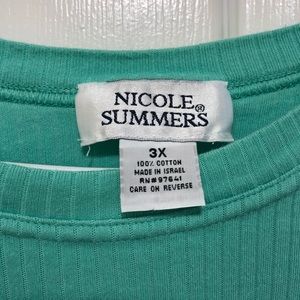 NICOLE®
SUMMERS
3X
100% COTTON
MADE IN ISRAEL
RN#97641
CARE ON REVERSE